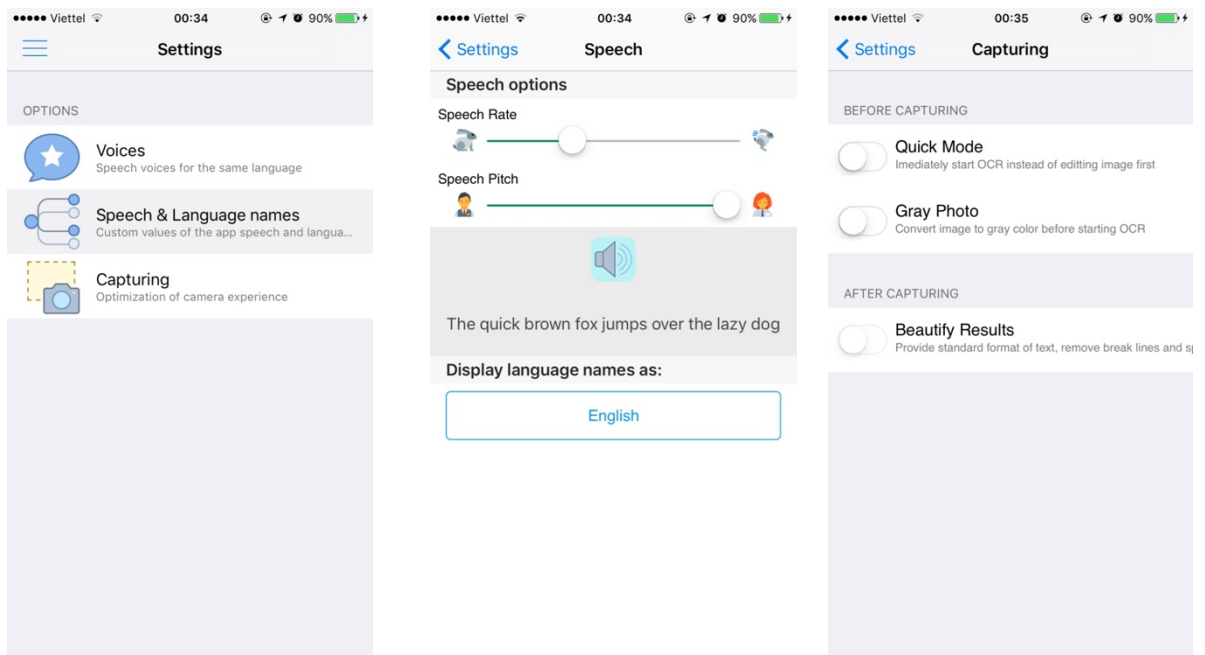 Viettel 00:34 90%
Settings
OPTIONS
Voices
Speech voices for the same language
Speech & Language names
Custom values of the app speech and langua...
Capturing
Optimization of camera experience
Viettel 00:34 90%
Settings Speech
Speech options
Speech Rate
Speech Pitch
The quick brown fox jumps over the lazy dog
Display language names as:
English
Viettel 00:35 90%
Settings Capturing
BEFORE CAPTURING
Quick Mode
Imediately start OCR instead of editting image first
Gray Photo
Convert image to gray color before starting OCR
AFTER CAPTURING
Beautify Results
Provide standard format of text, remove break lines and